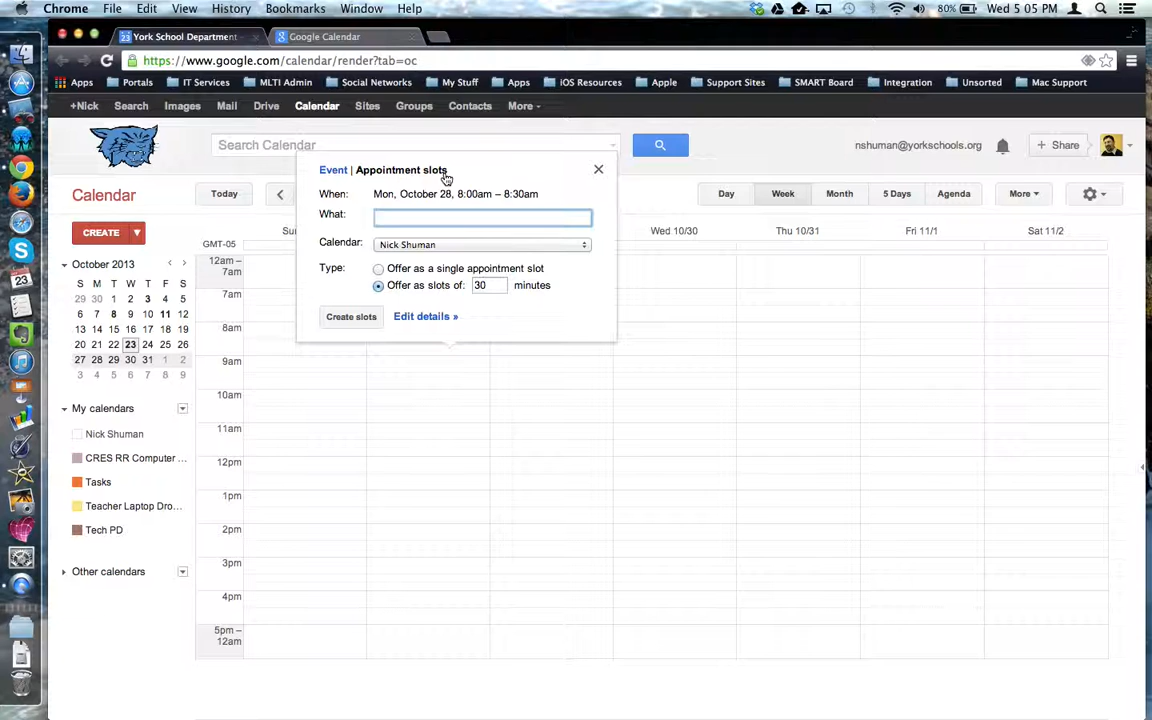 Chrome File Edit View History Bookmarks Window Help 80% Wed 5 05 PM
York School Department Google Calendar
https://www.google.com/calendar/render?tab=oc
Apps Portals IT Services MLTI Admin Social Networks My Stuff Apps iOS Resources Apple Support Sites SMART Board Integration Unsorted Mac Support
+Nick Search Images Mail Drive Calendar Sites Groups Contacts More
Search Calendar nshuman@yorkschools.org + Share
Event | Appointment slots
Calendar Today Day Week Month 5 Days Agenda More
When: Mon, October 28, 8:00am – 8:30am
What:
Calendar: Nick Shuman
Type: Offer as a single appointment slot
Offer as slots of: 30 minutes
Create slots Edit details »
CREATE
GMT-05 Su Wed 10/30 Thu 10/31 Fri 11/1 Sat 11/2
October 2013
S M T W T F S
29 30 1 2 3 4 5
6 7 8 9 10 11 12
13 14 15 16 17 18 19
20 21 22 23 24 25 26
27 28 29 30 31 1 2
3 4 5 6 7 8 9
My calendars
Nick Shuman
CRES RR Computer ...
Tasks
Teacher Laptop Dro...
Tech PD
Other calendars
12am –
7am
7am
8am
9am
10am
11am
12pm
1pm
2pm
3pm
4pm
5pm –
12am